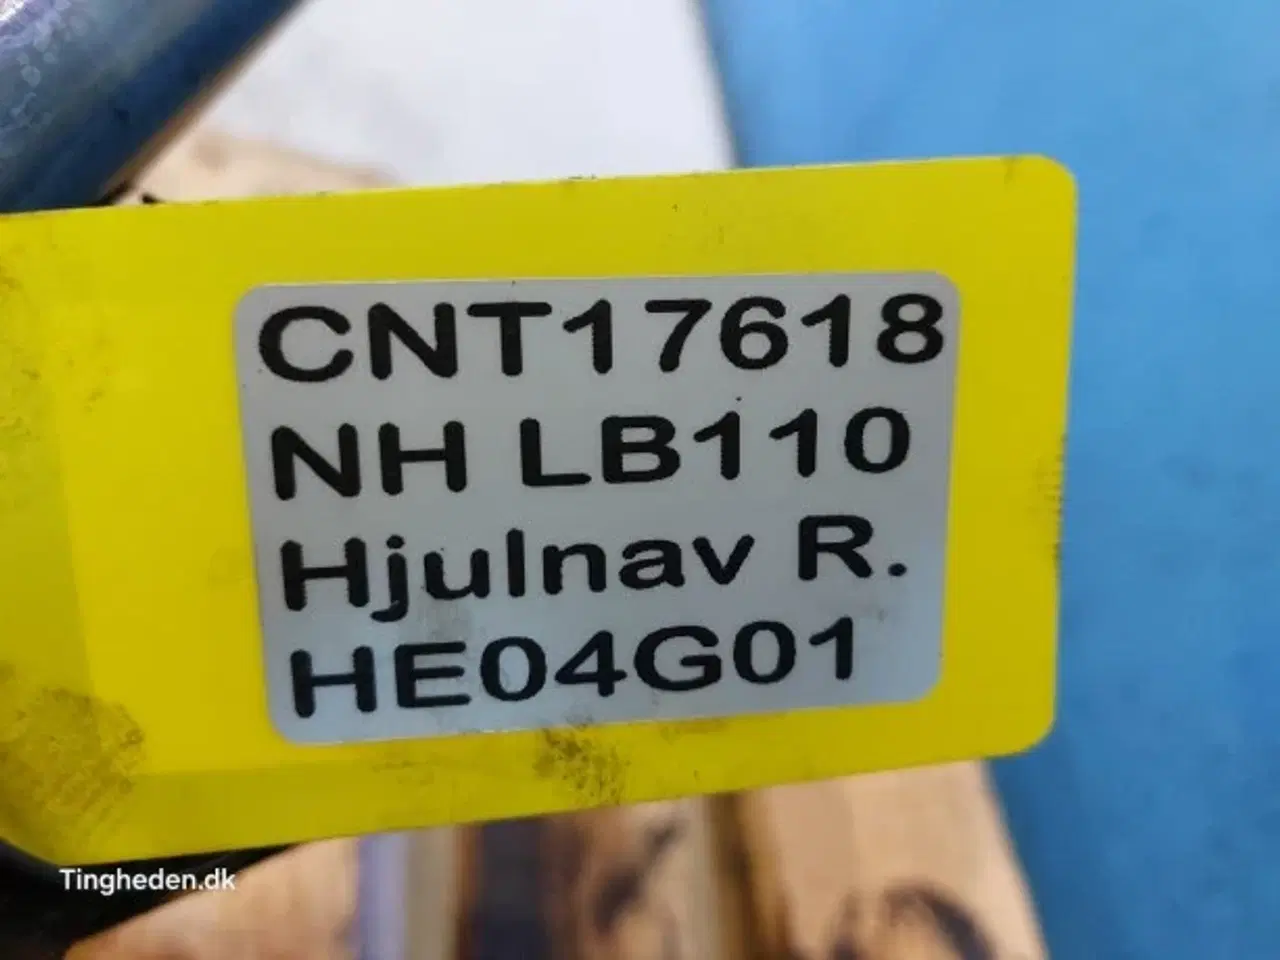 CNT17618
NH LB110
Hjulnav R.
HE04G01
Tingheden.dk